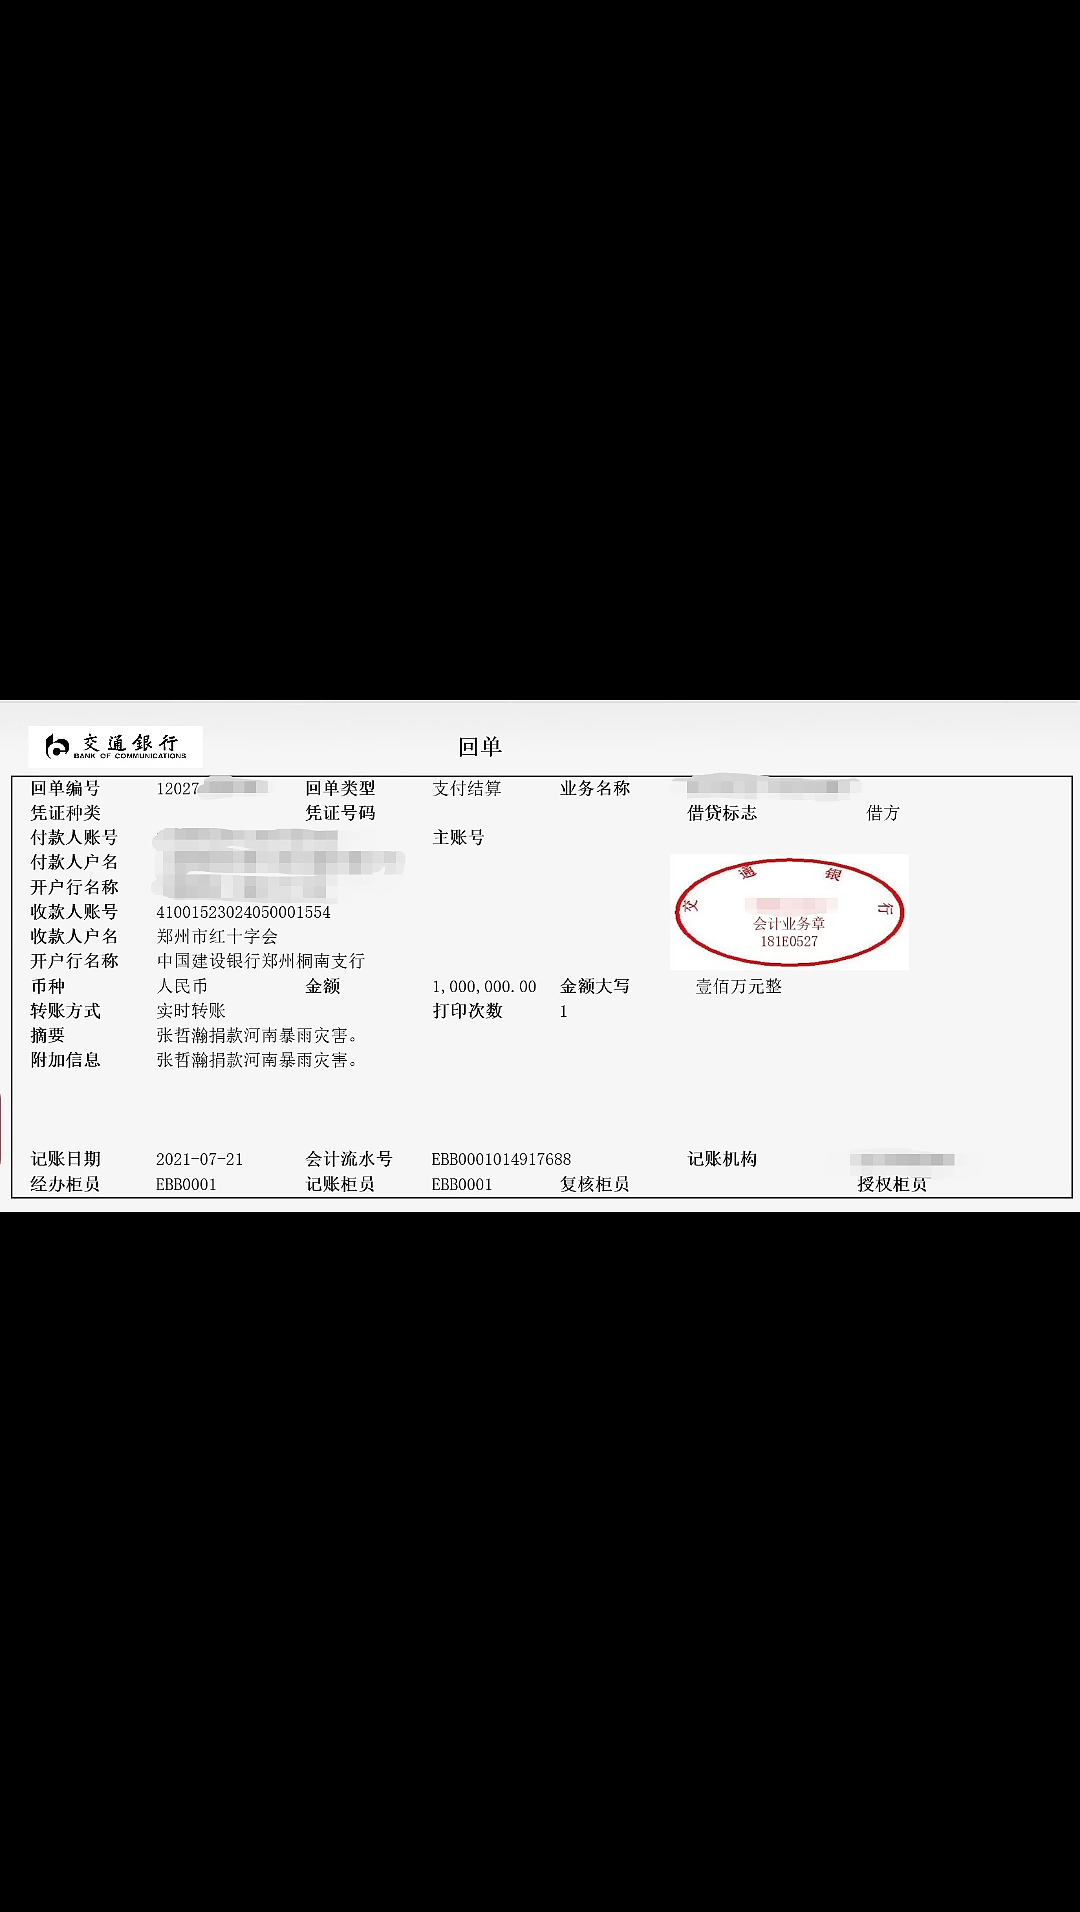 交通銀行
BANK OF COMMUNICATIONS
回单
回单编号 12027 回单类型 支付结算 业务名称
凭证种类 凭证号码 借贷标志 借方
付款人账号 主账号
付款人户名
开户行名称
收款人账号 41001523024050001554
收款人户名 郑州市红十字会
开户行名称 中国建设银行郑州桐南支行
币种 人民币 金额 1,000,000.00 金额大写 壹佰万元整
转账方式 实时转账 打印次数 1
摘要 张哲瀚捐款河南暴雨灾害。
附加信息 张哲瀚捐款河南暴雨灾害。
交通银行
会计业务章
181E0527
记账日期 2021-07-21 会计流水号 EBB0001014917688 记账机构
经办柜员 EBB0001 记账柜员 EBB0001 复核柜员 授权柜员